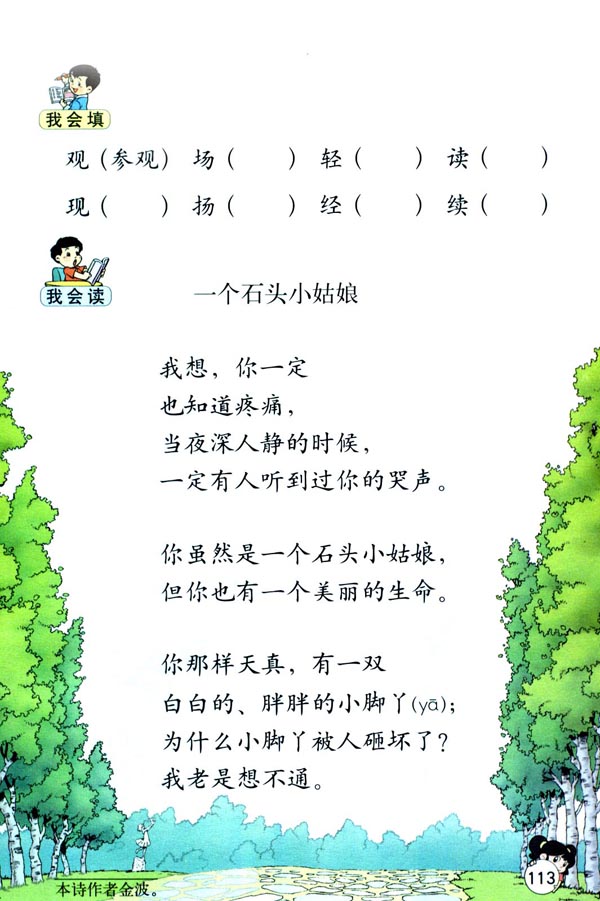 我会填
观（参观） 场（　　） 轻（　　） 读（　　）
现（　　） 扬（　　） 经（　　） 续（　　）
我会读
一个石头小姑娘
我想，你一定
也知道疼痛，
当夜深人静的时候，
一定有人听到过你的哭声。
你虽然是一个石头小姑娘，
但你也有一个美丽的生命。
你那样天真，有一双
白白的、胖胖的小脚丫(yā)；
为什么小脚丫被人砸坏了？
我老是想不通。
本诗作者金波。
113